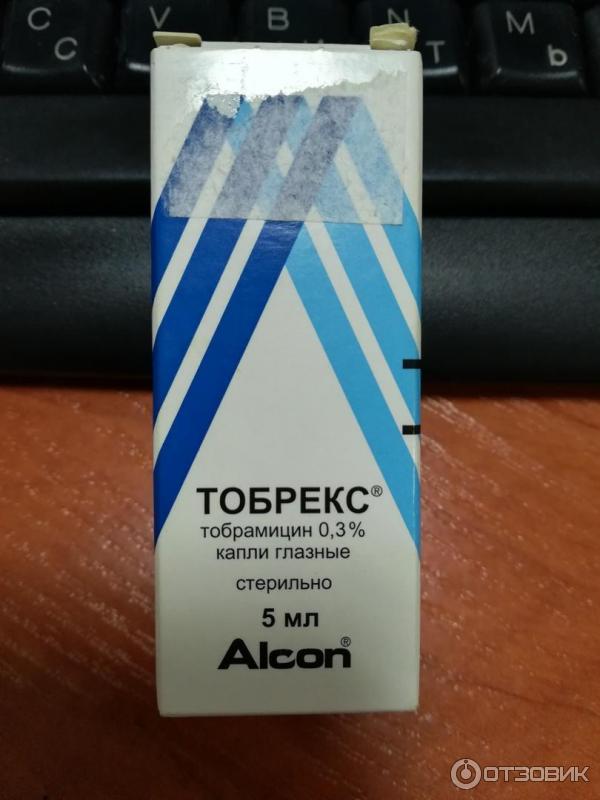 C V B N M
С И Т Ь
ТОБРЕКС®
тобрамицин 0,3%
капли глазные
стерильно
5 мл
Alcon®
ОТЗОВИК